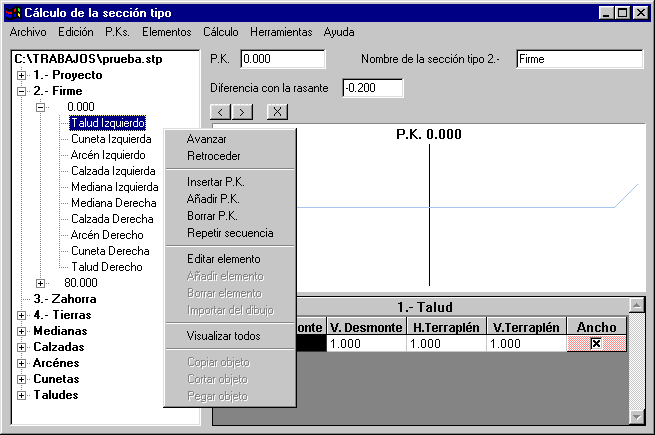 Cálculo de la sección tipo
Archivo Edición P.Ks. Elementos Cálculo Herramientas Ayuda
C:\TRABAJOS\prueba.stp
1.- Proyecto
2.- Firme
0.000
Talud Izquierdo
Cuneta Izquierda
Arcén Izquierdo
Calzada Izquierda
Mediana Izquierda
Mediana Derecha
Calzada Derecha
Arcén Derecho
Cuneta Derecha
Talud Derecho
80.000
3.- Zahorra
4.- Tierras
Medianas
Calzadas
Arcénes
Cunetas
Taludes
P.K. 0.000 Nombre de la sección tipo 2.- Firme
Diferencia con la rasante -0.200
< > X
P.K. 0.000
Avanzar
Retroceder
Insertar P.K.
Añadir P.K.
Borrar P.K.
Repetir secuencia
Editar elemento
Añadir elemento
Borrar elemento
Importar del dibujo
Visualizar todos
Copiar objeto
Cortar objeto
Pegar objeto
1.- Talud
onte V. Desmonte H.Terraplén V.Terraplén Ancho
1.000 1.000 1.000